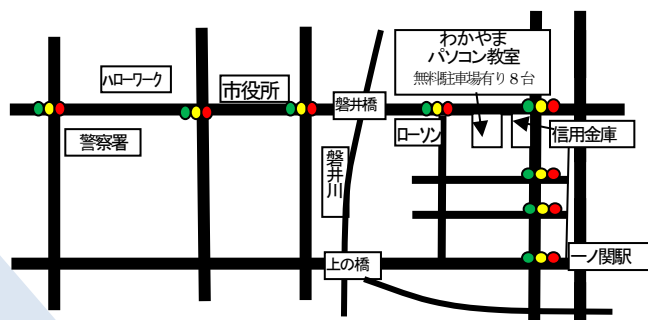 わかやま
パソコン教室
無料駐車場有り８台
ハローワーク
市役所
磐井橋
ローソン
信用金庫
警察署
磐井川
上の橋
一ノ関駅